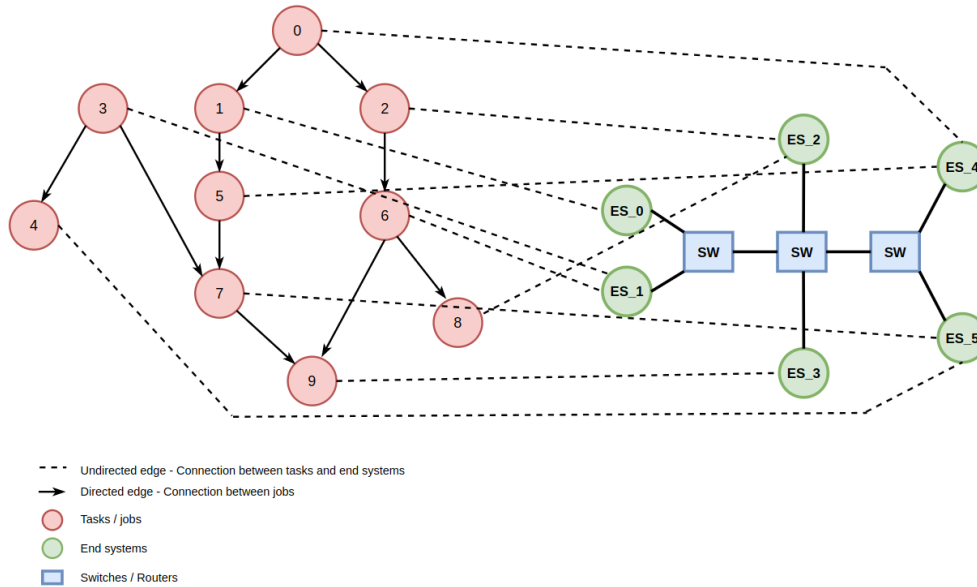 0
3
1
2
ES_2
ES_4
5
ES_0
6
4
SW
SW
SW
ES_1
7
8
ES_5
9
ES_3
Undirected edge - Connection between tasks and end systems
Directed edge - Connection between jobs
Tasks / jobs
End systems
Switches / Routers